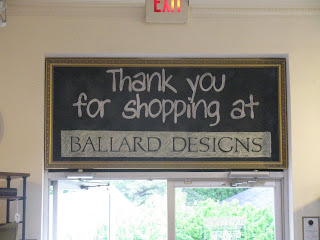 EXIT
Thank you
for shopping at
BALLARD DESIGNS